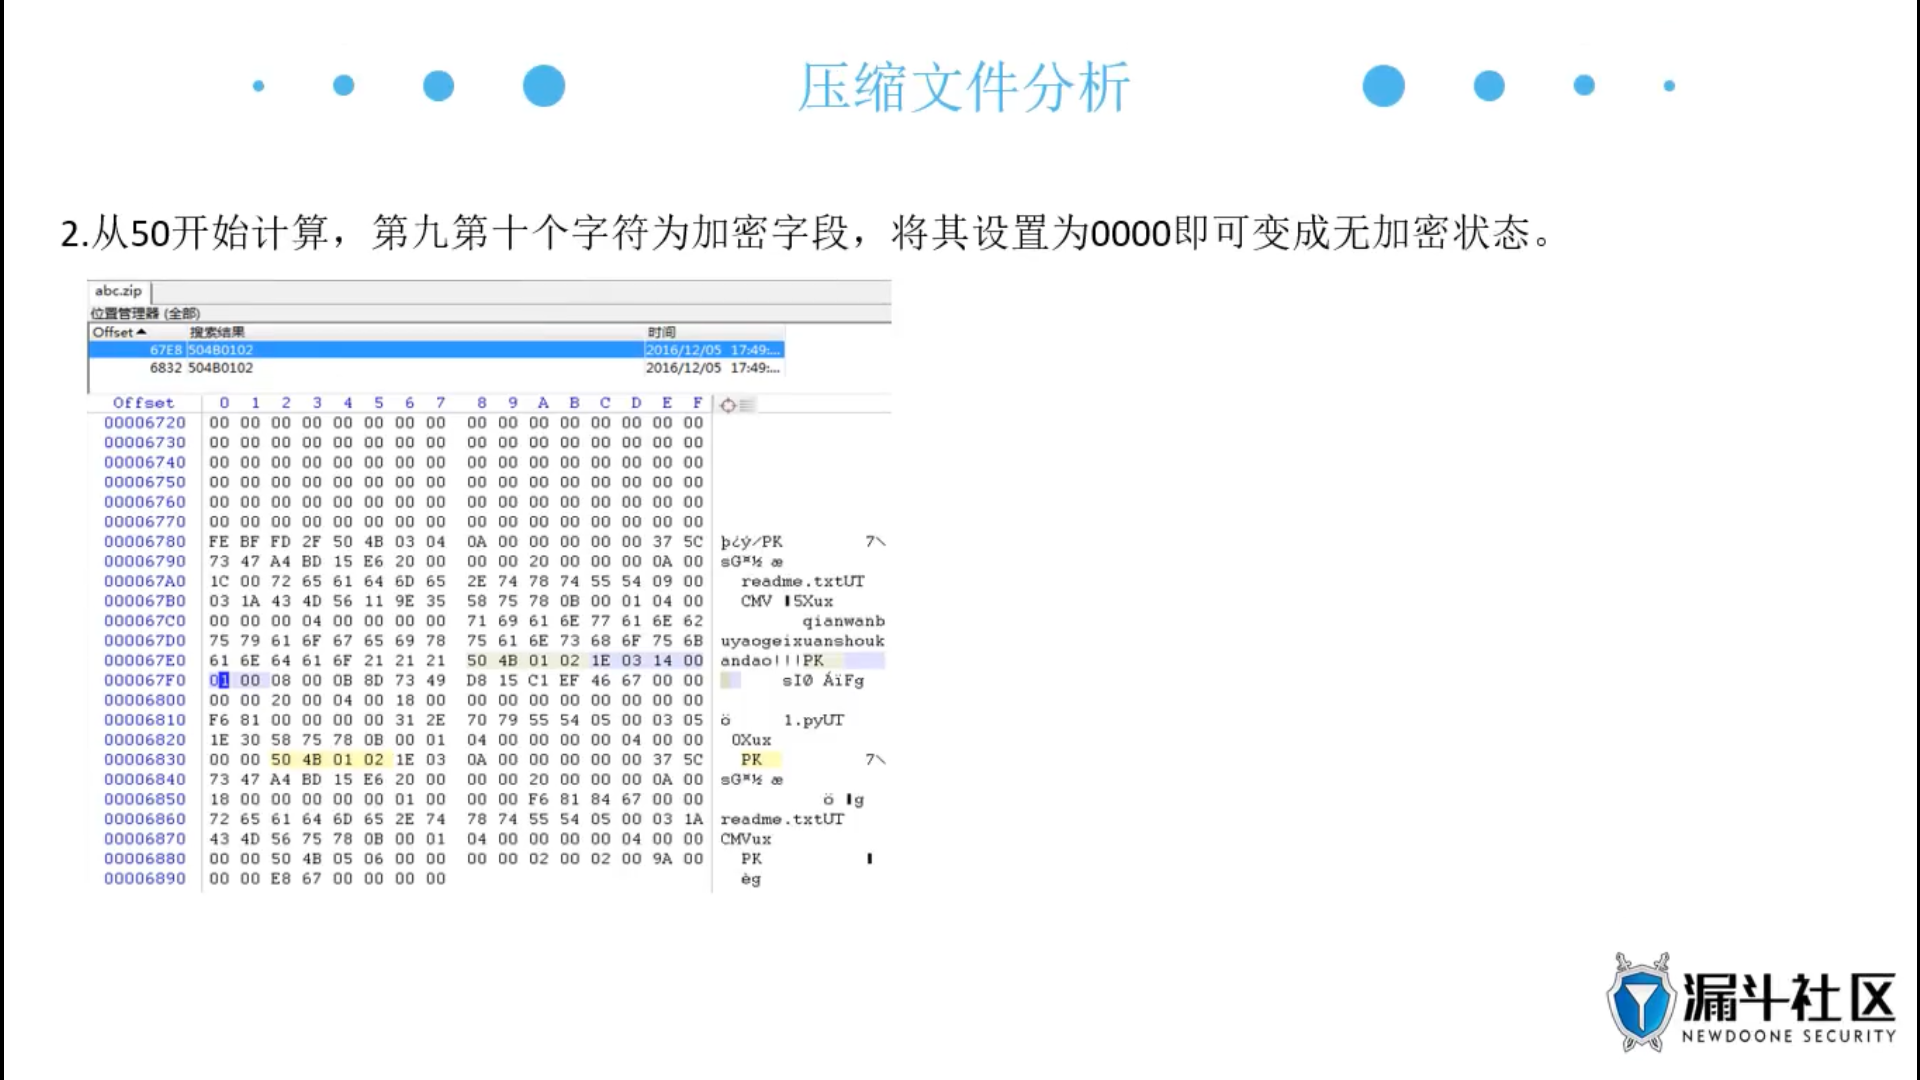 压缩文件分析
2.从50开始计算，第九第十个字符为加密字段，将其设置为0000即可变成无加密状态。
abc.zip
位置管理器 (全部)
Offset 搜索结果 时间
67E8 504B0102 2016/12/05 17:49:...
6832 504B0102 2016/12/05 17:49:...
Offset 0 1 2 3 4 5 6 7 8 9 A B C D E F
00006720 00 00 00 00 00 00 00 00 00 00 00 00 00 00 00 00
00006730 00 00 00 00 00 00 00 00 00 00 00 00 00 00 00 00
00006740 00 00 00 00 00 00 00 00 00 00 00 00 00 00 00 00
00006750 00 00 00 00 00 00 00 00 00 00 00 00 00 00 00 00
00006760 00 00 00 00 00 00 00 00 00 00 00 00 00 00 00 00
00006770 00 00 00 00 00 00 00 00 00 00 00 00 00 00 00 00
00006780 FE BF FD 2F 50 4B 03 04 0A 00 00 00 00 00 37 5C þ¿ý/PK 7\
00006790 73 47 A4 BD 15 E6 20 00 00 00 20 00 00 00 0A 00 sG¤½ æ
000067A0 1C 00 72 65 61 64 6D 65 2E 74 78 74 55 54 09 00 readme.txtUT
000067B0 03 1A 43 4D 56 11 9E 35 58 75 78 0B 00 01 04 00 CMV 5Xux
000067C0 00 00 00 04 00 00 00 00 71 69 61 6E 77 61 6E 62 qianwanb
000067D0 75 79 61 6F 67 65 69 78 75 61 6E 73 68 6F 75 6B uyaogeixuanshouk
000067E0 61 6E 64 61 6F 21 21 21 50 4B 01 02 1E 03 14 00 andao!!!PK
000067F0 01 00 08 00 0B 8D 73 49 D8 15 C1 EF 46 67 00 00 sIØ ÁïFg
00006800 00 00 20 00 04 00 18 00 00 00 00 00 00 00 00 00
00006810 F6 81 00 00 00 00 31 2E 70 79 55 54 05 00 03 05 ö 1.pyUT
00006820 1E 30 58 75 78 0B 00 01 04 00 00 00 00 04 00 00 0Xux
00006830 00 00 50 4B 01 02 1E 03 0A 00 00 00 00 00 37 5C PK 7\
00006840 73 47 A4 BD 15 E6 20 00 00 00 20 00 00 00 0A 00 sG¤½ æ
00006850 18 00 00 00 00 00 01 00 00 00 F6 81 84 67 00 00 ö g
00006860 72 65 61 64 6D 65 2E 74 78 74 55 54 05 00 03 1A readme.txtUT
00006870 43 4D 56 75 78 0B 00 01 04 00 00 00 00 04 00 00 CMVux
00006880 00 00 50 4B 05 06 00 00 00 00 02 00 02 00 9A 00 PK
00006890 00 00 E8 67 00 00 00 00 èg
漏斗社区
NEWDOONE SECURITY